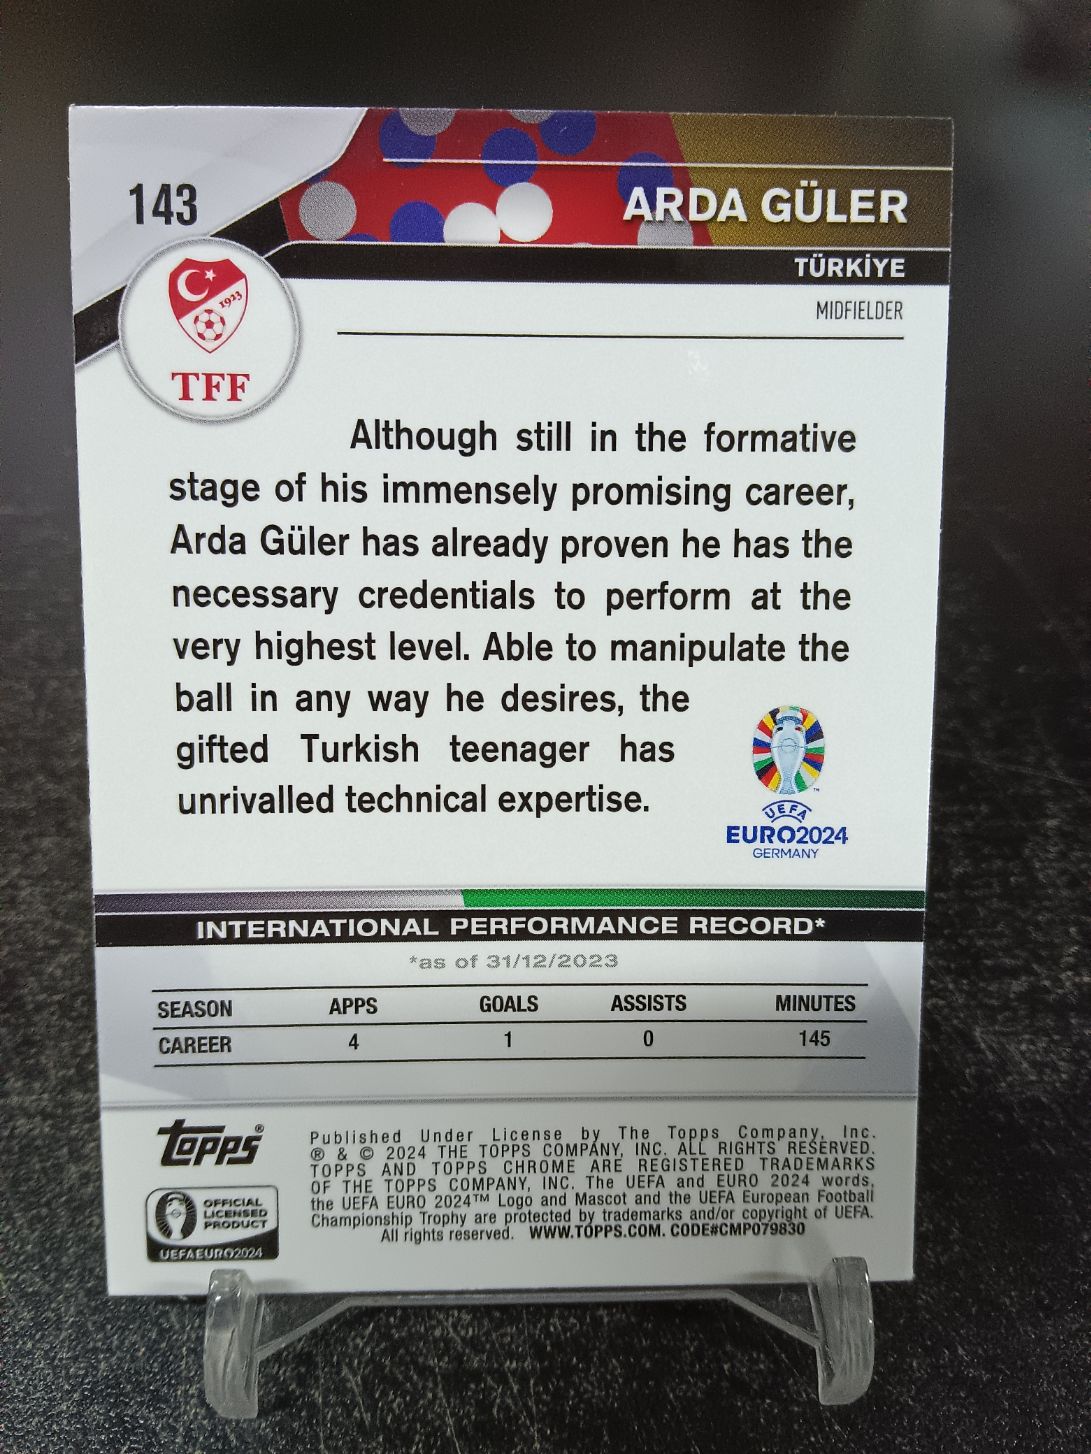 143
ARDA GÜLER
TÜRKİYE
MIDFIELDER
1923
TFF
Although still in the formative
stage of his immensely promising career,
Arda Güler has already proven he has the
necessary credentials to perform at the
very highest level. Able to manipulate the
ball in any way he desires, the
gifted Turkish teenager has
unrivalled technical expertise.
UEFA
EURO2024
GERMANY
INTERNATIONAL PERFORMANCE RECORD*
*as of 31/12/2023
SEASON APPS GOALS ASSISTS MINUTES
CAREER 4 1 0 145
Topps®
OFFICIAL
LICENSED
PRODUCT
UEFA EURO2024
Published Under License by The Topps Company, Inc.
® & © 2024 THE TOPPS COMPANY, INC. ALL RIGHTS RESERVED.
TOPPS AND TOPPS CHROME ARE REGISTERED TRADEMARKS
OF THE TOPPS COMPANY, INC. The UEFA and EURO 2024 words,
the UEFA EURO 2024™ Logo and Mascot and the UEFA European Football
Championship Trophy are protected by trademarks and/or copyright of UEFA.
All rights reserved. WWW.TOPPS.COM. CODE#CMP079830